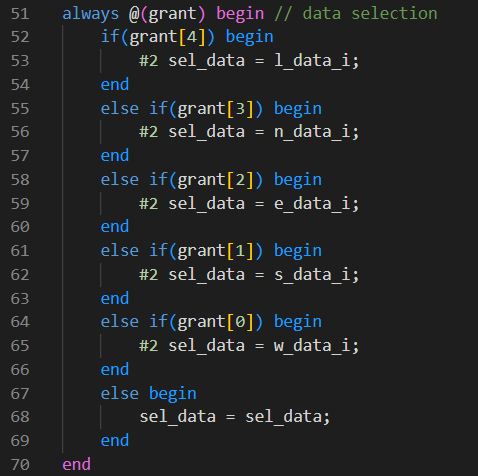 51 always @(grant) begin // data selection
52 if(grant[4]) begin
53 #2 sel_data = l_data_i;
54 end
55 else if(grant[3]) begin
56 #2 sel_data = n_data_i;
57 end
58 else if(grant[2]) begin
59 #2 sel_data = e_data_i;
60 end
61 else if(grant[1]) begin
62 #2 sel_data = s_data_i;
63 end
64 else if(grant[0]) begin
65 #2 sel_data = w_data_i;
66 end
67 else begin
68 sel_data = sel_data;
69 end
70 end